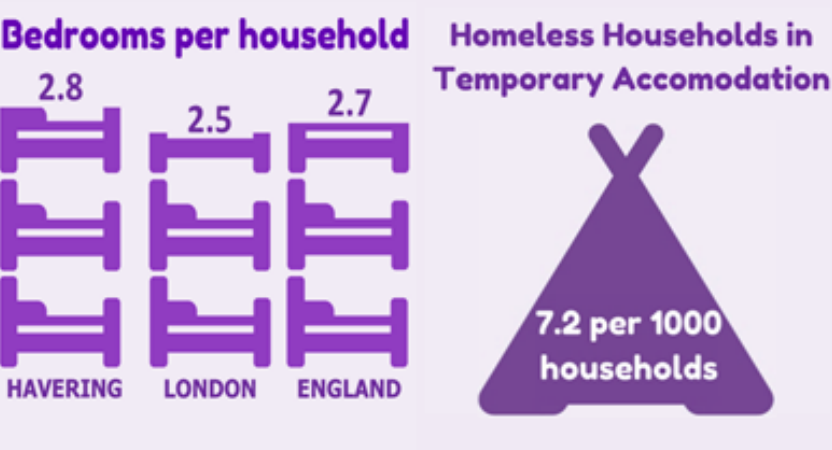 Bedrooms per household
2.8
2.5
2.7
HAVERING
LONDON
ENGLAND
Homeless Households in
Temporary Accomodation
7.2 per 1000
households